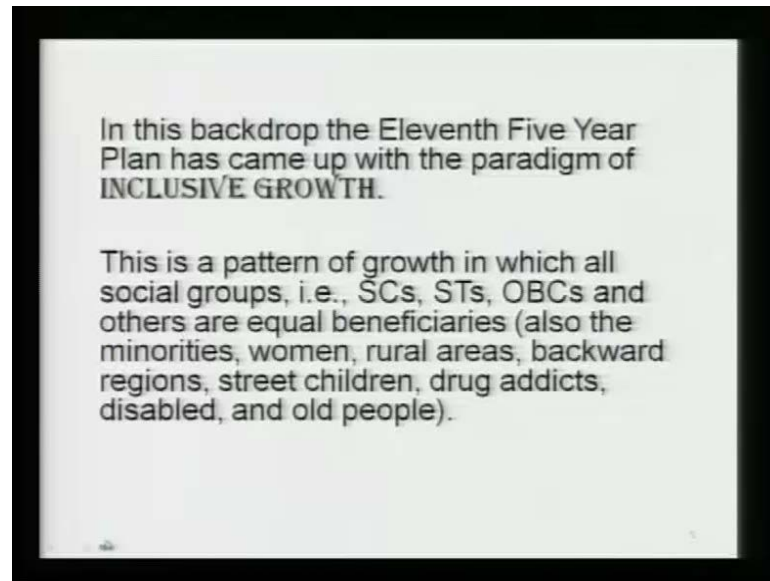 In this backdrop the Eleventh Five Year
Plan has came up with the paradigm of
INCLUSIVE GROWTH.
This is a pattern of growth in which all
social groups, i.e., SCs, STs, OBCs and
others are equal beneficiaries (also the
minorities, women, rural areas, backward
regions, street children, drug addicts,
disabled, and old people).